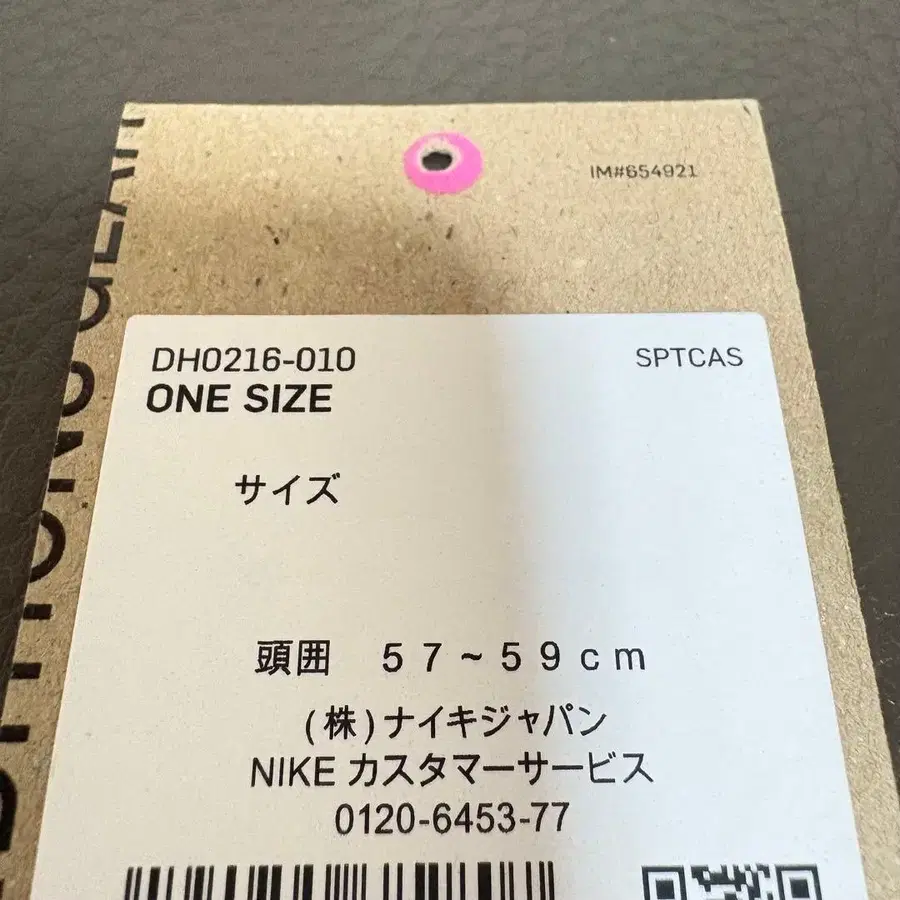 IM#654921
DH0216-010
SPTCAS
ONE SIZE
サイズ
頭囲 57~59cm
(株)ナイキジャパン
NIKE カスタマーサービス
0120-6453-77